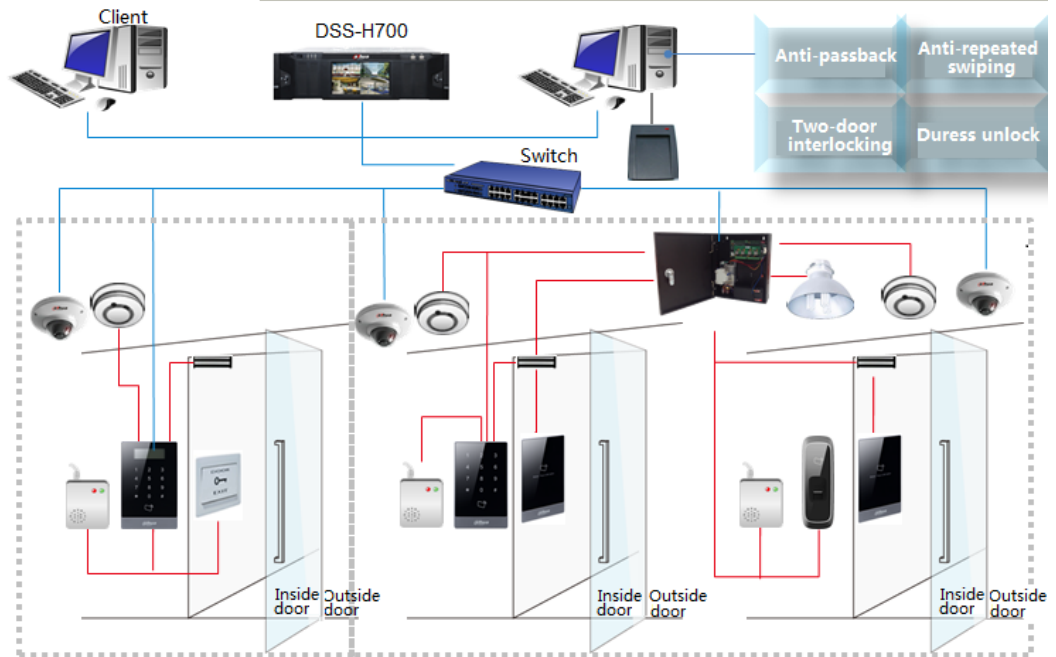 Client
DSS-H700
Anti-passback
Anti-repeated
swiping
Two-door
interlocking
Duress unlock
Switch
Inside
door
Outside
door
Inside
door
Outside
door
Inside
door
Outside
door